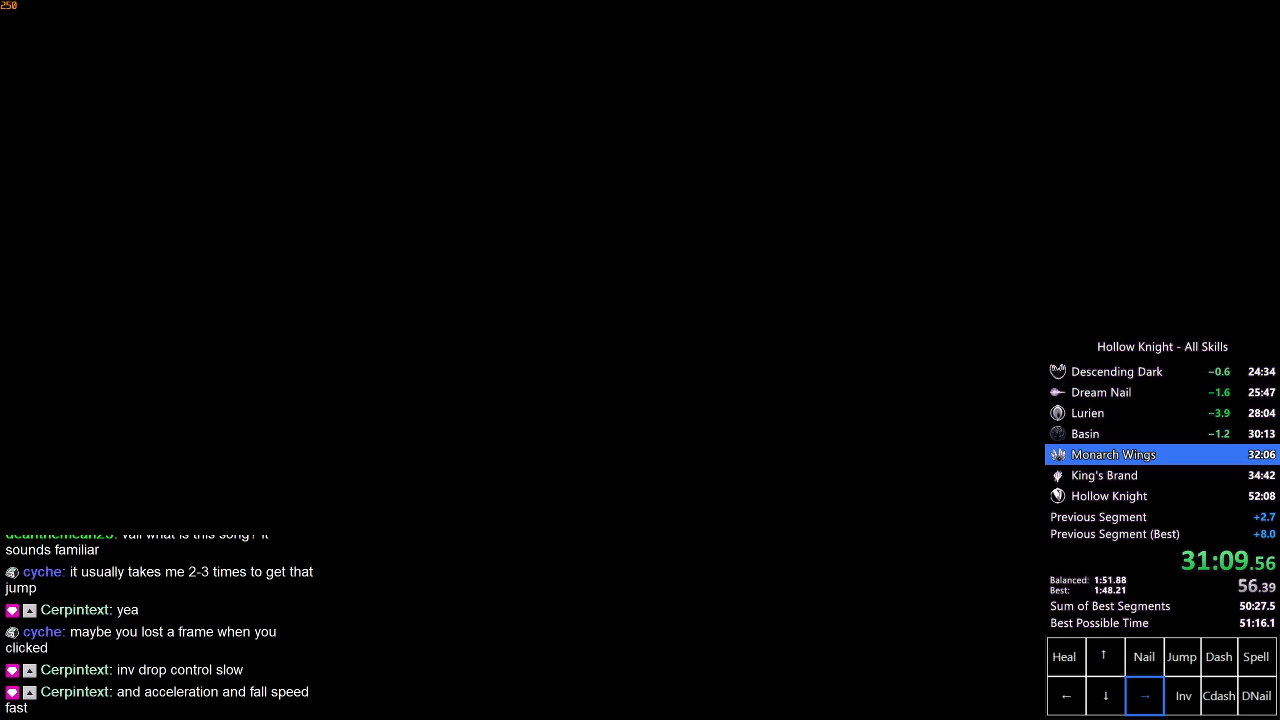 250
Hollow Knight - All Skills
Descending Dark −0.6 24:34
Dream Nail −1.6 25:47
Lurien −3.9 28:04
Basin −1.2 30:13
Monarch Wings 32:06
King's Brand 34:42
Hollow Knight 52:08
Previous Segment +2.7
Previous Segment (Best) +8.0
31:09.56
Balanced: 1:51.88
Best: 1:48.21
56.39
Sum of Best Segments 50:27.5
Best Possible Time 51:16.1
Heal ↑ Nail Jump Dash Spell
← ↓ → Inv Cdash DNail
what is this song? it
sounds familiar
cyche: it usually takes me 2-3 times to get that
jump
Cerpintext: yea
cyche: maybe you lost a frame when you
clicked
Cerpintext: inv drop control slow
Cerpintext: and acceleration and fall speed
fast